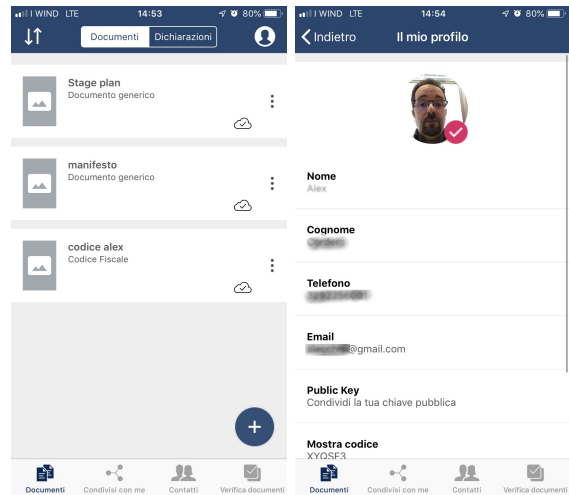 WIND LTE 14:53 80%
Documenti Dichiarazioni
Stage plan
Documento generico
manifesto
Documento generico
codice alex
Codice Fiscale
Documenti Condivisi con me Contatti Verifica documenti
WIND LTE 14:54 80%
Indietro Il mio profilo
Nome
Alex
Cognome
Telefono
Email
@gmail.com
Public Key
Condividi la tua chiave pubblica
Mostra codice
XYQSF3
Documenti Condivisi con me Contatti Verifica documenti